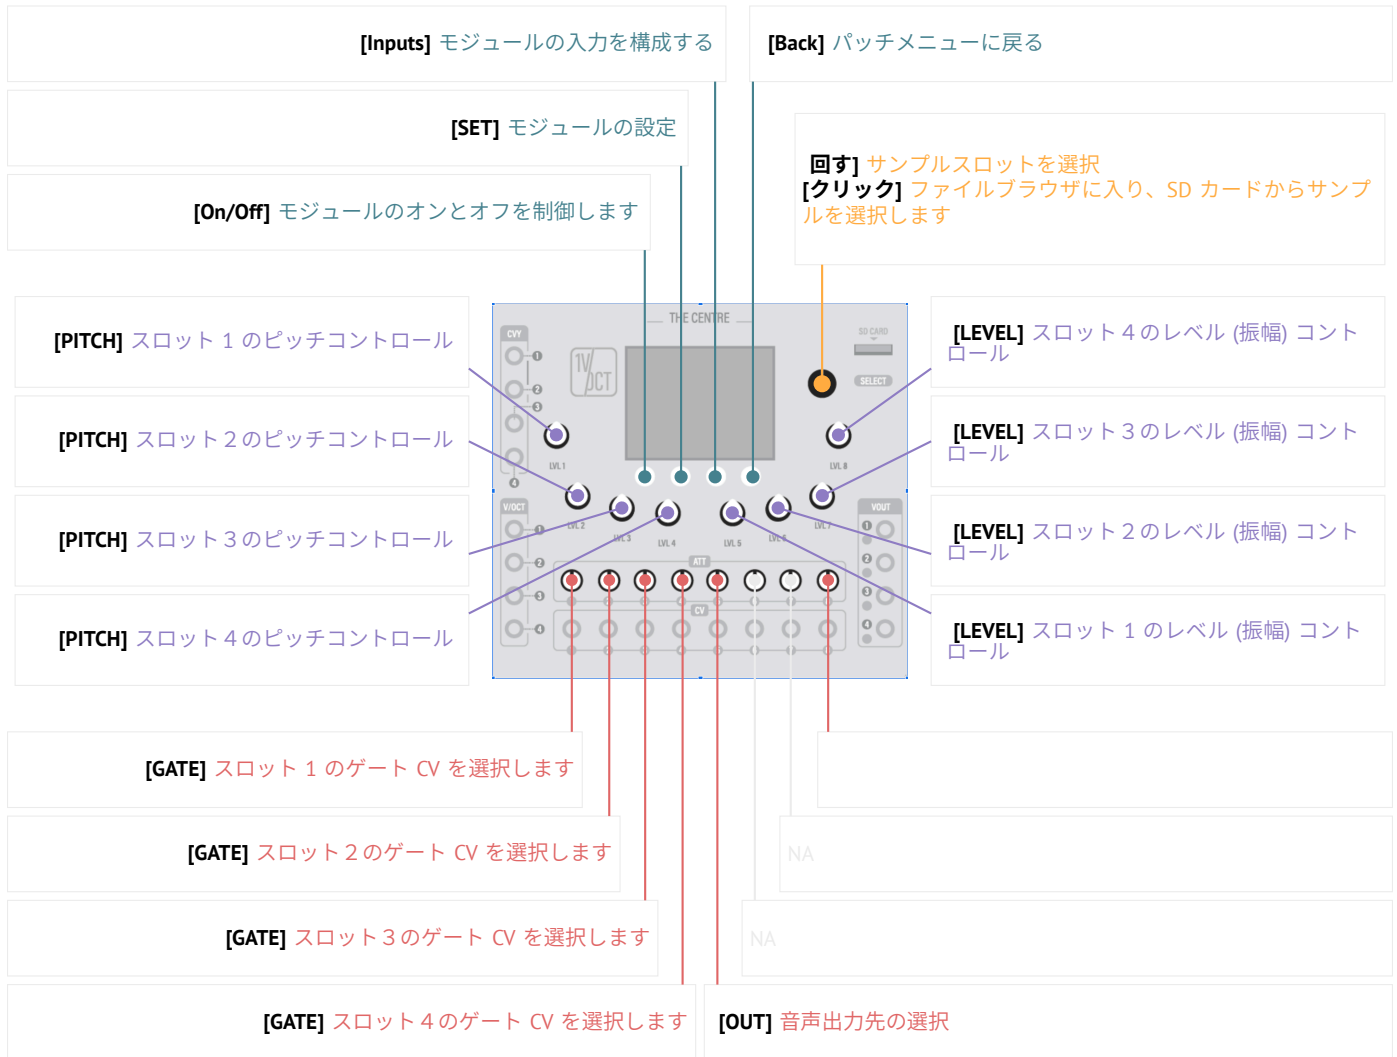 [Inputs] モジュールの入力を構成する
[Back] パッチメニューに戻る
[SET] モジュールの設定
[On/Off] モジュールのオンとオフを制御します
回す] サンプルスロットを選択
[クリック] ファイルブラウザに入り、SD カードからサンプ
ルを選択します
[PITCH] スロット 1 のピッチコントロール
[PITCH] スロット２のピッチコントロール
[PITCH] スロット３のピッチコントロール
[PITCH] スロット４のピッチコントロール
THE CENTRE
CVY
1
2
3
4
1V/OCT
SD CARD
SELECT
LVL 1
LVL 2
LVL 3
LVL 4
LVL 5
LVL 6
LVL 7
LVL 8
V/OCT
1
2
3
4
VOUT
1
2
3
4
ATT
CV
[LEVEL] スロット４のレベル (振幅) コント
ロール
[LEVEL] スロット３のレベル (振幅) コント
ロール
[LEVEL] スロット２のレベル (振幅) コント
ロール
[LEVEL] スロット 1 のレベル (振幅) コント
ロール
[GATE] スロット 1 のゲート CV を選択します
[GATE] スロット２のゲート CV を選択します
NA
[GATE] スロット３のゲート CV を選択します
NA
[GATE] スロット４のゲート CV を選択します
[OUT] 音声出力先の選択